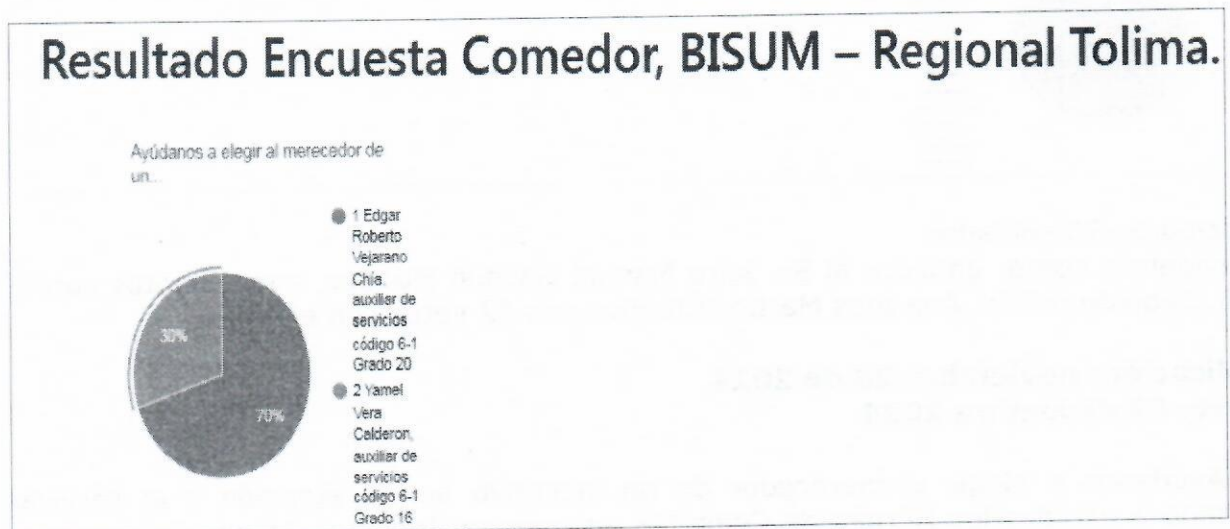 Resultado Encuesta Comedor, BISUM – Regional Tolima.
Ayúdanos a elegir al merecedor de
un...
1 Edgar
Roberto
Vejarano
Chía,
auxiliar de
servicios
código 6-1
Grado 20
2 Yamel
Vera
Calderon,
auxiliar de
servicios
código 6-1
Grado 16
30%
70%